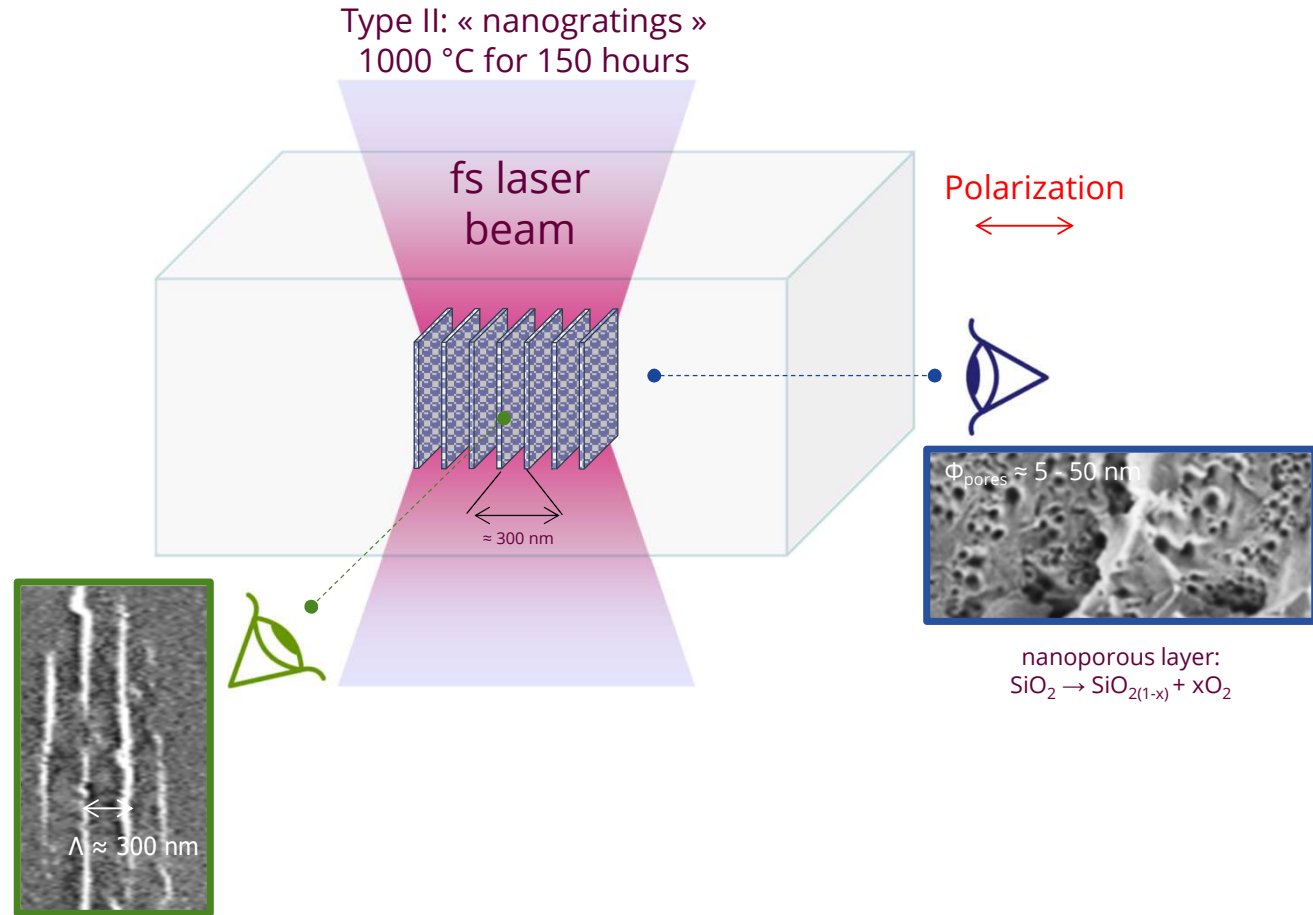 Type II: « nanogratings »
1000 °C for 150 hours
fs laser
beam
Polarization
≈ 300 nm
Φpores ≈ 5 - 50 nm
nanoporous layer:
SiO2 → SiO2(1-x) + xO2
Λ ≈ 300 nm